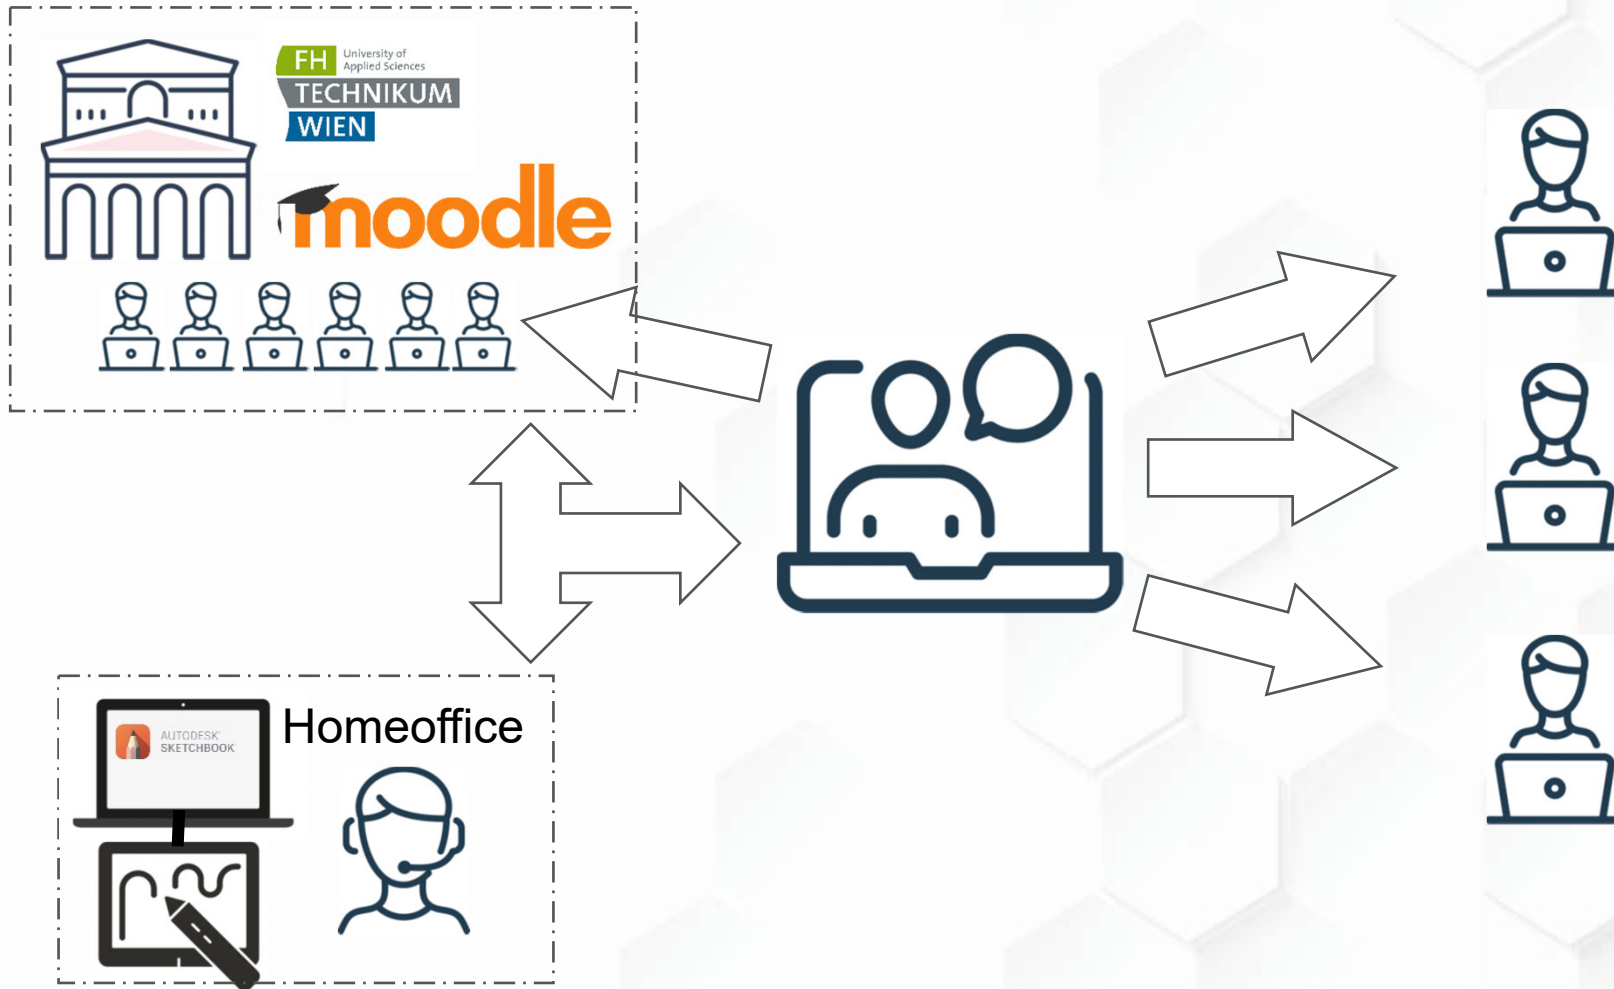 FH University of
Applied Sciences
TECHNIKUM
WIEN
moodle
Homeoffice
AUTODESK®
SKETCHBOOK®